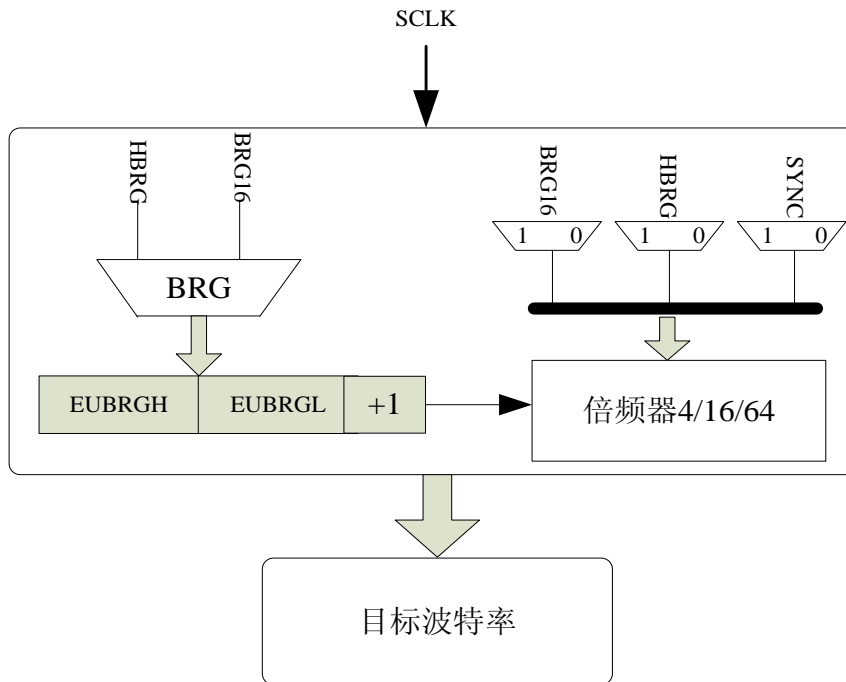 SCLK
HBRG
BRG16
BRG16
HBRG
SYNC
1 0
1 0
1 0
BRG
EUBRGH
EUBRGL
+1
倍频器4/16/64
目标波特率